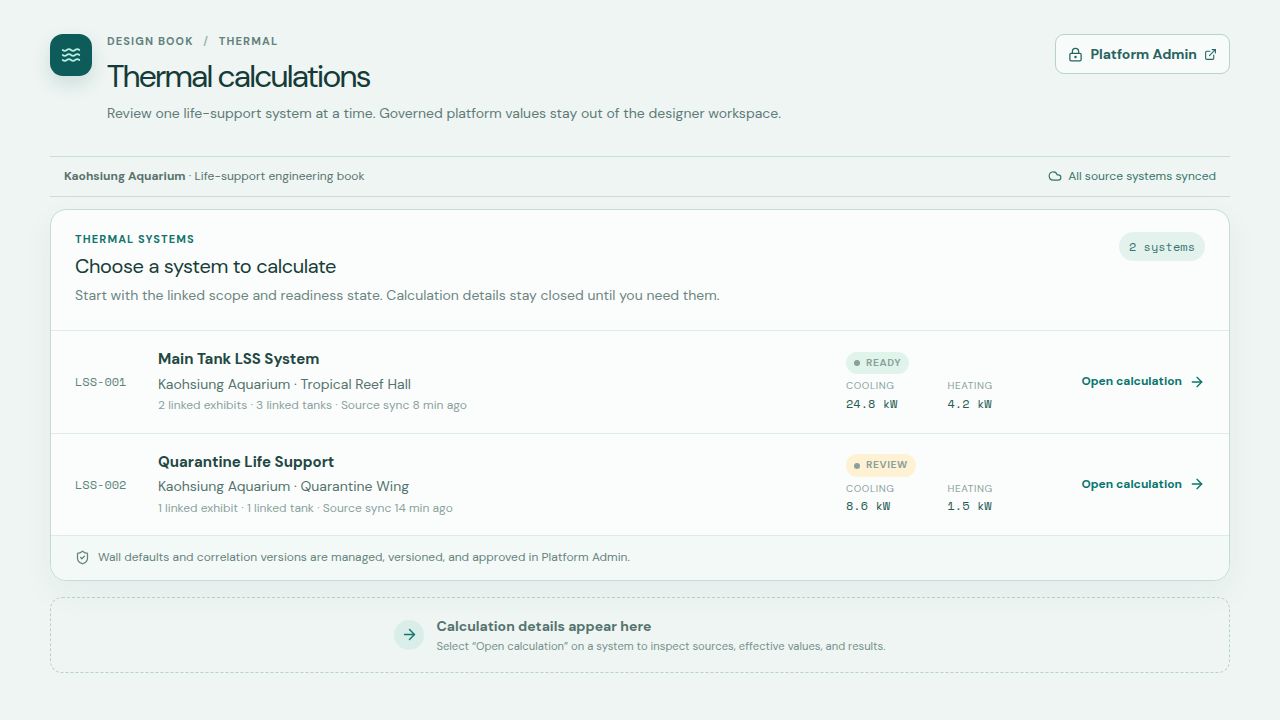 DESIGN BOOK / THERMAL
Thermal calculations
Review one life-support system at a time. Governed platform values stay out of the designer workspace.
Platform Admin
Kaohsiung Aquarium · Life-support engineering book
All source systems synced
THERMAL SYSTEMS
Choose a system to calculate
Start with the linked scope and readiness state. Calculation details stay closed until you need them.
2 systems
LSS-001
Main Tank LSS System
Kaohsiung Aquarium · Tropical Reef Hall
2 linked exhibits · 3 linked tanks · Source sync 8 min ago
READY
COOLING HEATING
24.8 kW 4.2 kW
Open calculation
LSS-002
Quarantine Life Support
Kaohsiung Aquarium · Quarantine Wing
1 linked exhibit · 1 linked tank · Source sync 14 min ago
REVIEW
COOLING HEATING
8.6 kW 1.5 kW
Open calculation
Wall defaults and correlation versions are managed, versioned, and approved in Platform Admin.
Calculation details appear here
Select “Open calculation” on a system to inspect sources, effective values, and results.